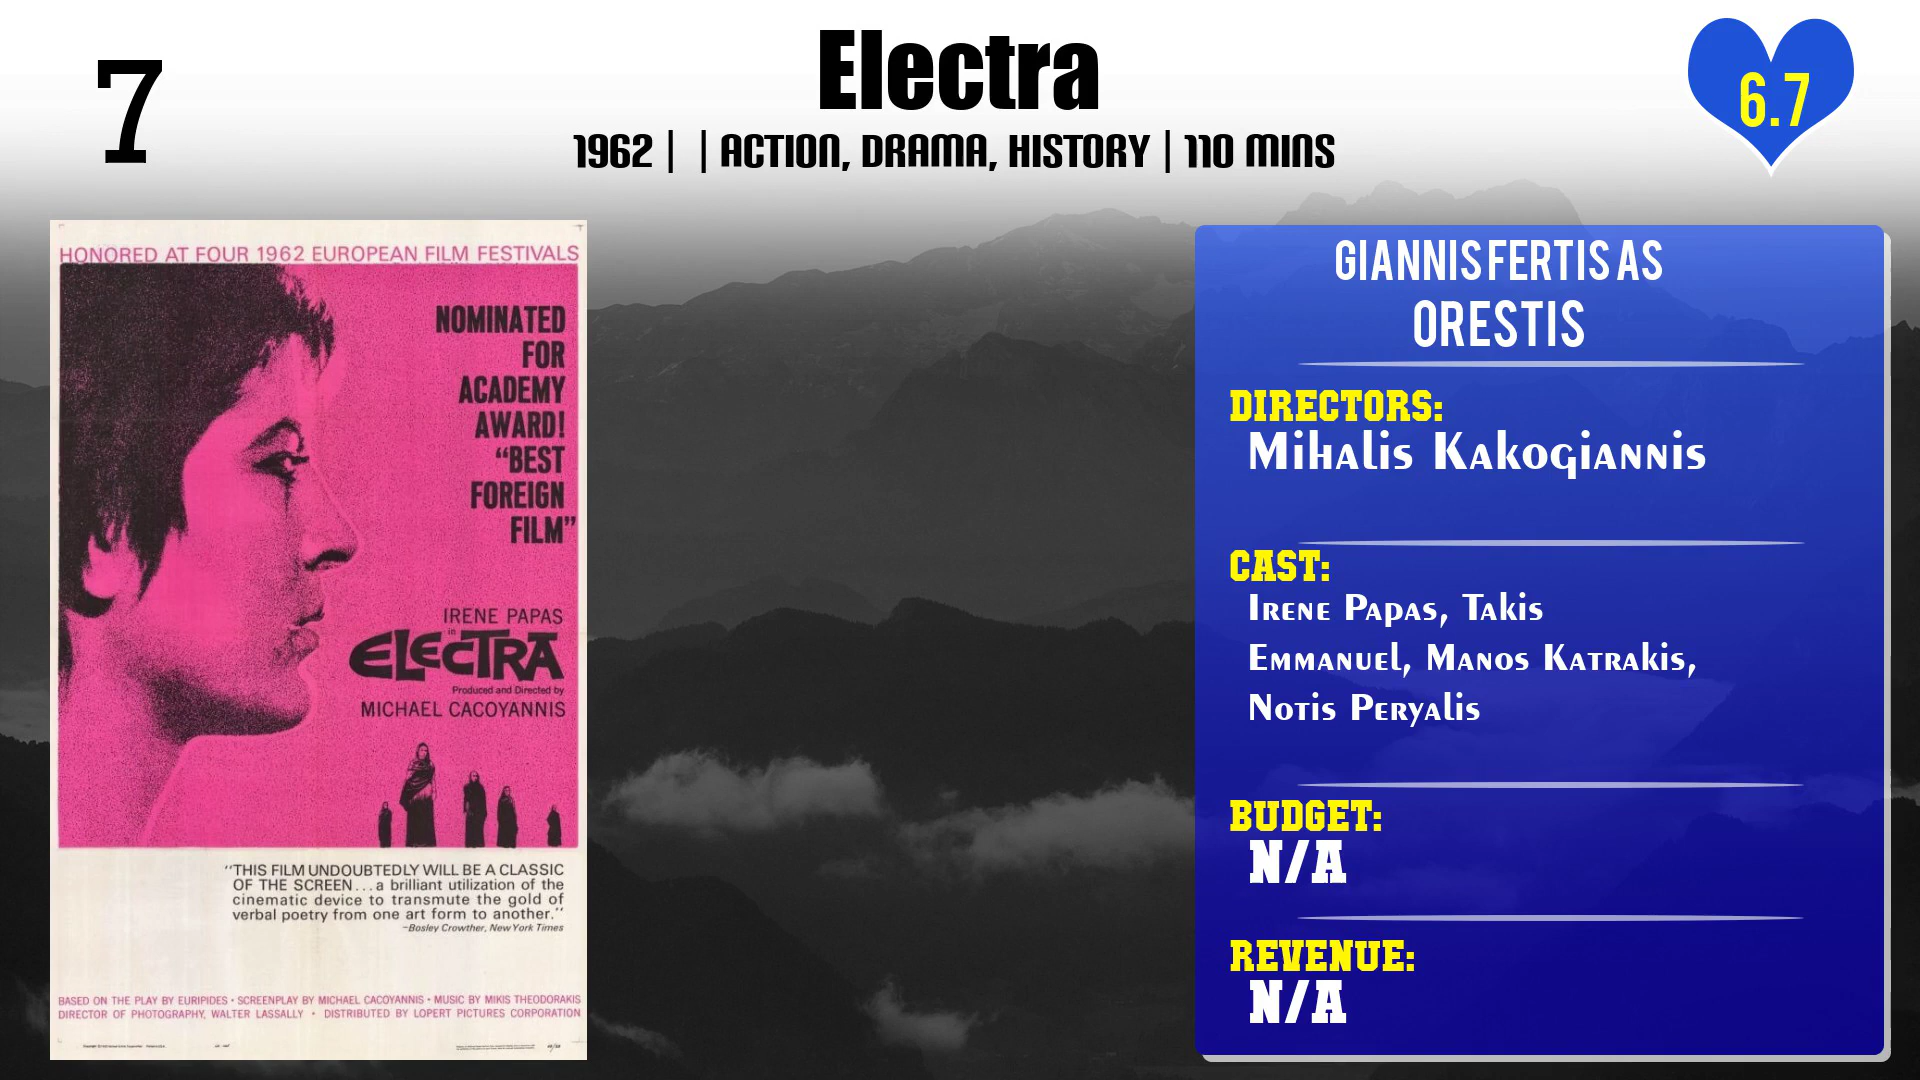 7
Electra
1962 | | ACTION, DRAMA, HISTORY | 110 MINS
6.7
HONORED AT FOUR 1962 EUROPEAN FILM FESTIVALS
NOMINATED
FOR
ACADEMY
AWARD!
“BEST
FOREIGN
FILM”
IRENE PAPAS
in
ELECTRA
Produced and Directed by
MICHAEL CACOYANNIS
“THIS FILM UNDOUBTEDLY WILL BE A CLASSIC
OF THE SCREEN...a brilliant utilization of the
cinematic device to transmute the gold of
verbal poetry from one art form to another.”
–Bosley Crowther, New York Times
BASED ON THE PLAY BY EURIPIDES • SCREENPLAY BY MICHAEL CACOYANNIS • MUSIC BY MIKIS THEODORAKIS
DIRECTOR OF PHOTOGRAPHY, WALTER LASSALLY • DISTRIBUTED BY LOPERT PICTURES CORPORATION
GIANNIS FERTIS AS
ORESTIS
DIRECTORS:
Mihalis Kakogiannis
CAST:
Irene Papas, Takis
Emmanuel, Manos Katrakis,
Notis Peryalis
BUDGET:
N/A
REVENUE:
N/A